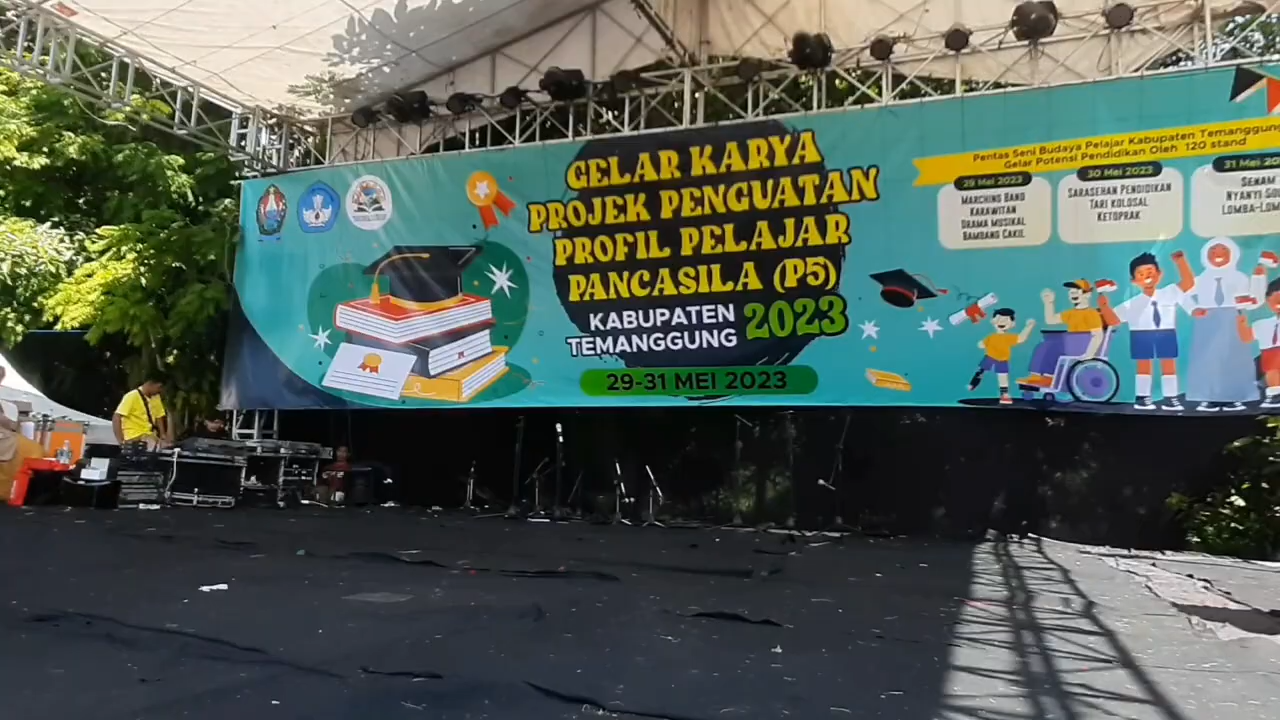 GELAR KARYA
PROJEK PENGUATAN
PROFIL PELAJAR
PANCASILA (P5)
KABUPATEN
TEMANGGUNG
2023
29-31 MEI 2023
Pentas Seni Budaya Pelajar Kabupaten Temanggung
Gelar Potensi Pendidikan Oleh 120 stand
29 Mei 2023
MARCHING BAND
KARAWITAN
DRAMA MUSIKAL
BAMBANG CAKIL
30 Mei 2023
SARASEHAN PENDIDIKAN
TARI KOLOSAL
KETOPRAK
31 Mei
SENAM
NYANYI